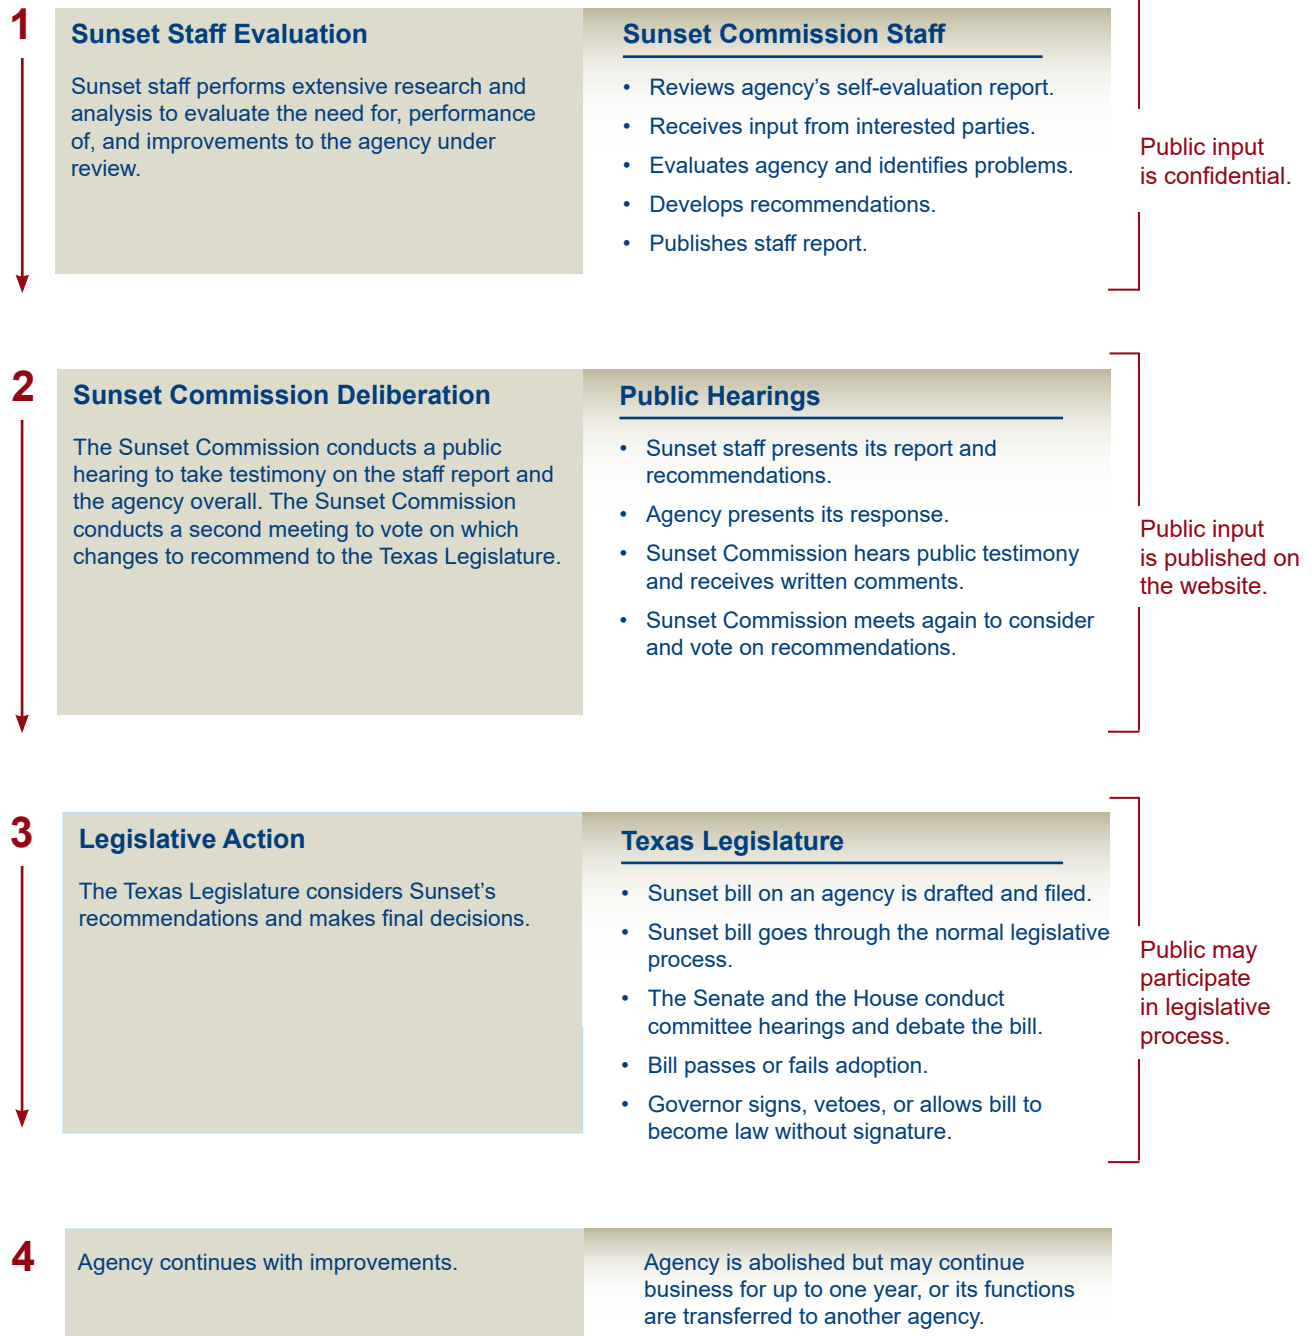 1
Sunset Staff Evaluation
Sunset staff performs extensive research and
analysis to evaluate the need for, performance
of, and improvements to the agency under
review.
Sunset Commission Staff
• Reviews agency’s self-evaluation report.
• Receives input from interested parties.
• Evaluates agency and identifies problems.
• Develops recommendations.
• Publishes staff report.
Public input
is confidential.
2
Sunset Commission Deliberation
The Sunset Commission conducts a public
hearing to take testimony on the staff report and
the agency overall. The Sunset Commission
conducts a second meeting to vote on which
changes to recommend to the Texas Legislature.
Public Hearings
• Sunset staff presents its report and
recommendations.
• Agency presents its response.
• Sunset Commission hears public testimony
and receives written comments.
• Sunset Commission meets again to consider
and vote on recommendations.
Public input
is published on
the website.
3
Legislative Action
The Texas Legislature considers Sunset’s
recommendations and makes final decisions.
Texas Legislature
• Sunset bill on an agency is drafted and filed.
• Sunset bill goes through the normal legislative
process.
• The Senate and the House conduct
committee hearings and debate the bill.
• Bill passes or fails adoption.
• Governor signs, vetoes, or allows bill to
become law without signature.
Public may
participate
in legislative
process.
4
Agency continues with improvements.
Agency is abolished but may continue
business for up to one year, or its functions
are transferred to another agency.